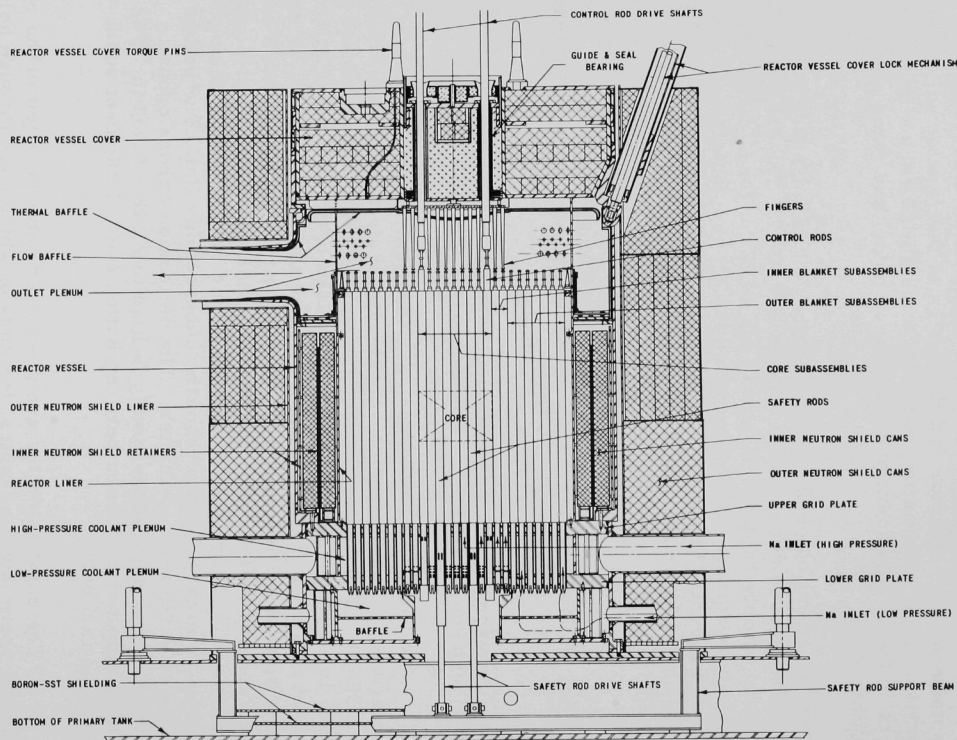 CONTROL ROD DRIVE SHAFTS
REACTOR VESSEL COVER TORQUE PINS
GUIDE & SEAL
BEARING
REACTOR VESSEL COVER LOCK MECHANISM
REACTOR VESSEL COVER
THERMAL BAFFLE
FINGERS
FLOW BAFFLE
CONTROL RODS
OUTLET PLENUM
INNER BLANKET SUBASSEMBLIES
OUTER BLANKET SUBASSEMBLIES
REACTOR VESSEL
CORE SUBASSEMBLIES
OUTER NEUTRON SHIELD LINER
SAFETY RODS
CORE
INNER NEUTRON SHIELD RETAINERS
INNER NEUTRON SHIELD CANS
REACTOR LINER
OUTER NEUTRON SHIELD CANS
UPPER GRID PLATE
HIGH-PRESSURE COOLANT PLENUM
Na INLET (HIGH PRESSURE)
LOW-PRESSURE COOLANT PLENUM
LOWER GRID PLATE
Na INLET (LOW PRESSURE)
BAFFLE
BORON-SST SHIELDING
SAFETY ROD DRIVE SHAFTS
SAFETY ROD SUPPORT BEAM
BOTTOM OF PRIMARY TANK